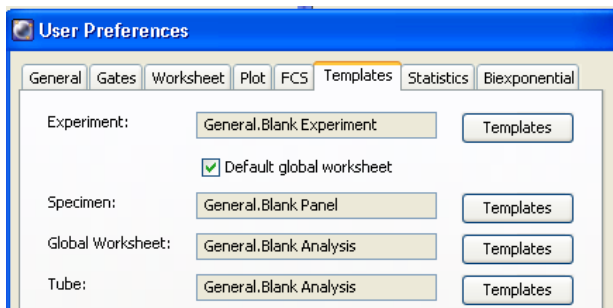 User Preferences
General Gates Worksheet Plot FCS Templates Statistics Biexponential
Experiment: General.Blank Experiment Templates
Default global worksheet
Specimen: General.Blank Panel Templates
Global Worksheet: General.Blank Analysis Templates
Tube: General.Blank Analysis Templates